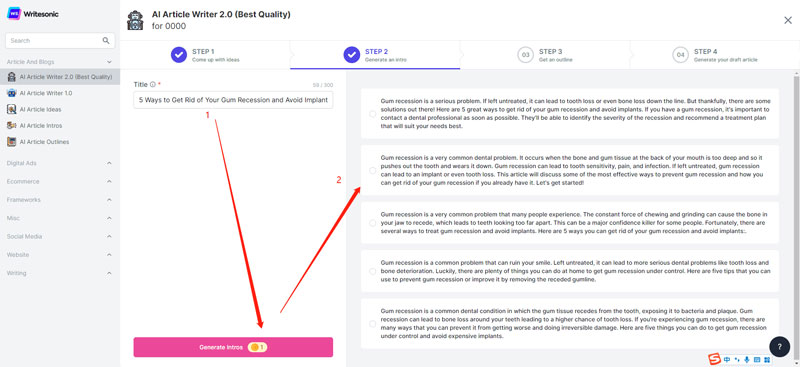 Writesonic
Search
Article And Blogs
AI Article Writer 2.0 (Best Quality)
AI Article Writer 1.0
AI Article Ideas
AI Article Intros
AI Article Outlines
Digital Ads
Ecommerce
Frameworks
Misc
Social Media
Website
Writing
AI Article Writer 2.0 (Best Quality)
for 0000
STEP 1
Come up with ideas
STEP 2
Generate an intro
03
STEP 3
Get an outline
04
STEP 4
Generate your draft article
Title *
5 Ways to Get Rid of Your Gum Recession and Avoid Implant
1
2
Generate Intros
Gum recession is a serious problem. If left untreated, it can lead to tooth loss or even bone loss down the line. But thankfully, there are some
solutions out there! Here are 5 great ways to get rid of your gum recession and avoid implants. If you have a gum recession, it's important to
contact a dental professional as soon as possible. They'll be able to identify the severity of the recession and recommend a treatment plan
that will suit your needs best.
Gum recession is a very common dental problem. It occurs when the bone and gum tissue at the back of your mouth is too deep and so it
pushes out the tooth and wears it down. Gum recession can lead to tooth sensitivity, pain, and infection. If left untreated, gum recession
can lead to an implant or even tooth loss. This article will discuss some of the most effective ways to prevent gum recession and how you
can get rid of your gum recession if you already have it. Let's get started!
Gum recession is a very common problem that many people experience. The constant force of chewing and grinding can cause the bone in
your jaw to recede, which leads to teeth looking too far apart. This can be a major confidence killer for some people. Fortunately, there are
several ways to treat gum recession and avoid implants. Here are 5 ways you can get rid of your gum recession and avoid implants:.
Gum recession is a common problem that can ruin your smile. Left untreated, it can lead to more serious dental problems like tooth loss and
bone deterioration. Luckily, there are plenty of things you can do at home to get gum recession under control. Here are five tips that you can
use to prevent gum recession or improve it by removing the receded gumline.
Gum recession is a common dental condition in which the gum tissue recedes from the tooth, exposing it to bacteria and plaque. Gum
recession can lead to bone loss around your teeth leading to a higher chance of tooth loss. If you're experiencing gum recession, there are
many ways that you can prevent it from getting worse and doing irreversible damage. Here are five things you can do to get gum recession
under control and avoid expensive implants.
?
中